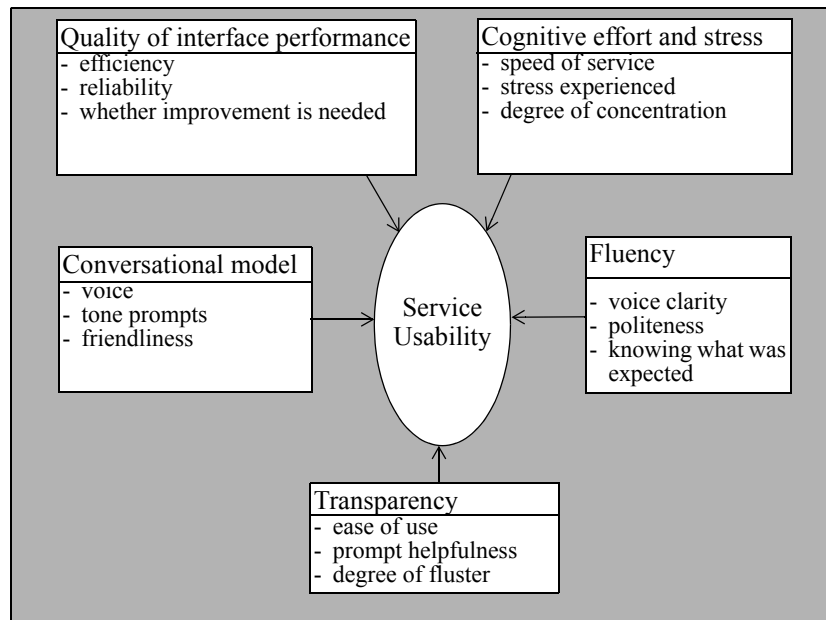 Quality of interface performance
- efficiency
- reliability
- whether improvement is needed
Cognitive effort and stress
- speed of service
- stress experienced
- degree of concentration
Conversational model
- voice
- tone prompts
- friendliness
Service
Usability
Fluency
- voice clarity
- politeness
- knowing what was
expected
Transparency
- ease of use
- prompt helpfulness
- degree of fluster